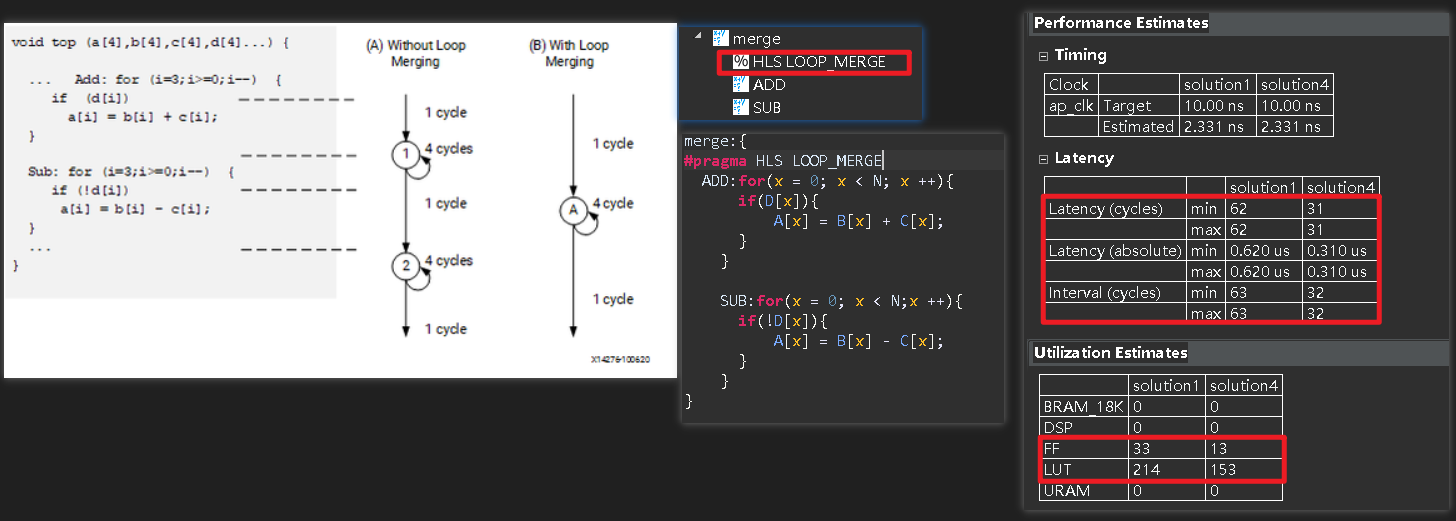 void top (a[4],b[4],c[4],d[4]...) {
... Add: for (i=3;i>=0;i--) {
if (d[i])
a[i] = b[i] + c[i];
}
Sub: for (i=3;i>=0;i--) {
if (!d[i])
a[i] = b[i] - c[i];
}
...
}
(A) Without Loop
Merging
1 cycle
1
4 cycles
1 cycle
2
4 cycles
1 cycle
(B) With Loop
Merging
1 cycle
A
4 cycle
1 cycle
X14276-100620
merge
% HLS LOOP_MERGE
ADD
SUB
merge:{
#pragma HLS LOOP_MERGE
ADD:for(x = 0; x < N; x ++){
if(D[x]){
A[x] = B[x] + C[x];
}
}
SUB:for(x = 0; x < N;x ++){
if(!D[x]){
A[x] = B[x] - C[x];
}
}
}
Performance Estimates
Timing
Clock solution1 solution4
ap_clk Target 10.00 ns 10.00 ns
Estimated 2.331 ns 2.331 ns
Latency
solution1 solution4
Latency (cycles) min 62 31
max 62 31
Latency (absolute) min 0.620 us 0.310 us
max 0.620 us 0.310 us
Interval (cycles) min 63 32
max 63 32
Utilization Estimates
solution1 solution4
BRAM_18K 0 0
DSP 0 0
FF 33 13
LUT 214 153
URAM 0 0